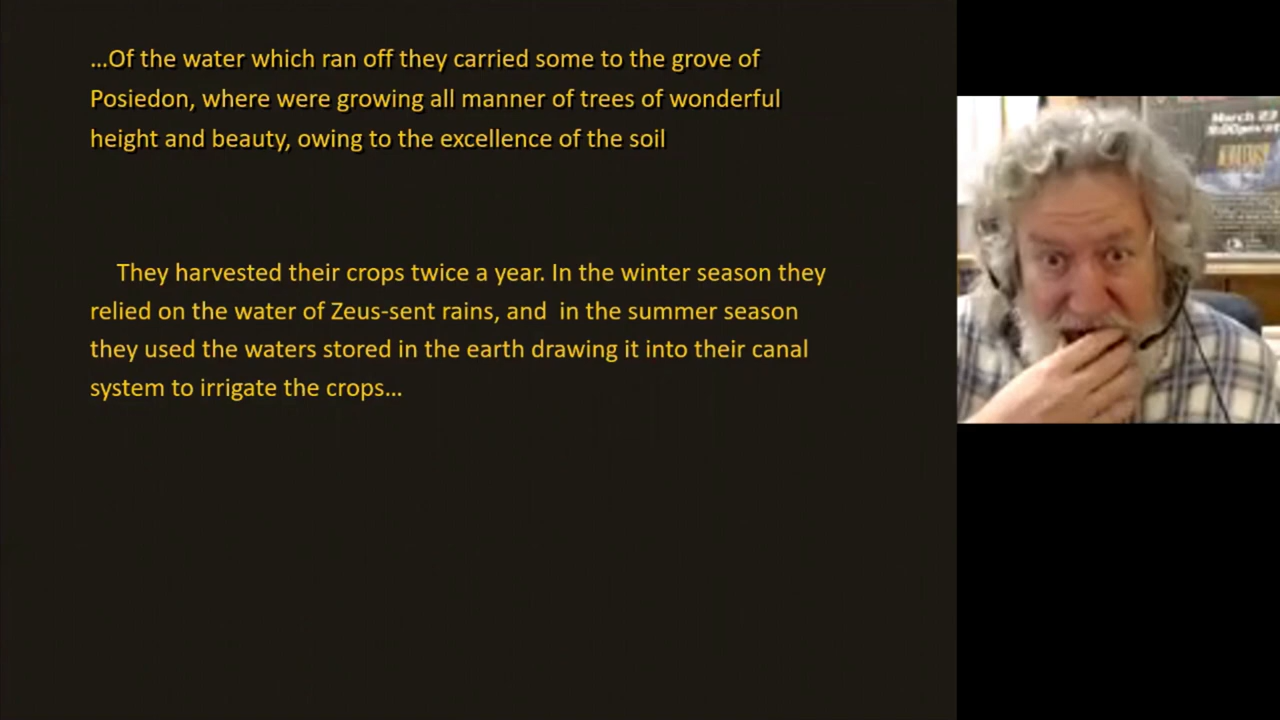 …Of the water which ran off they carried some to the grove of
Posiedon, where were growing all manner of trees of wonderful
height and beauty, owing to the excellence of the soil
They harvested their crops twice a year. In the winter season they
relied on the water of Zeus-sent rains, and  in the summer season
they used the waters stored in the earth drawing it into their canal
system to irrigate the crops…
March 23